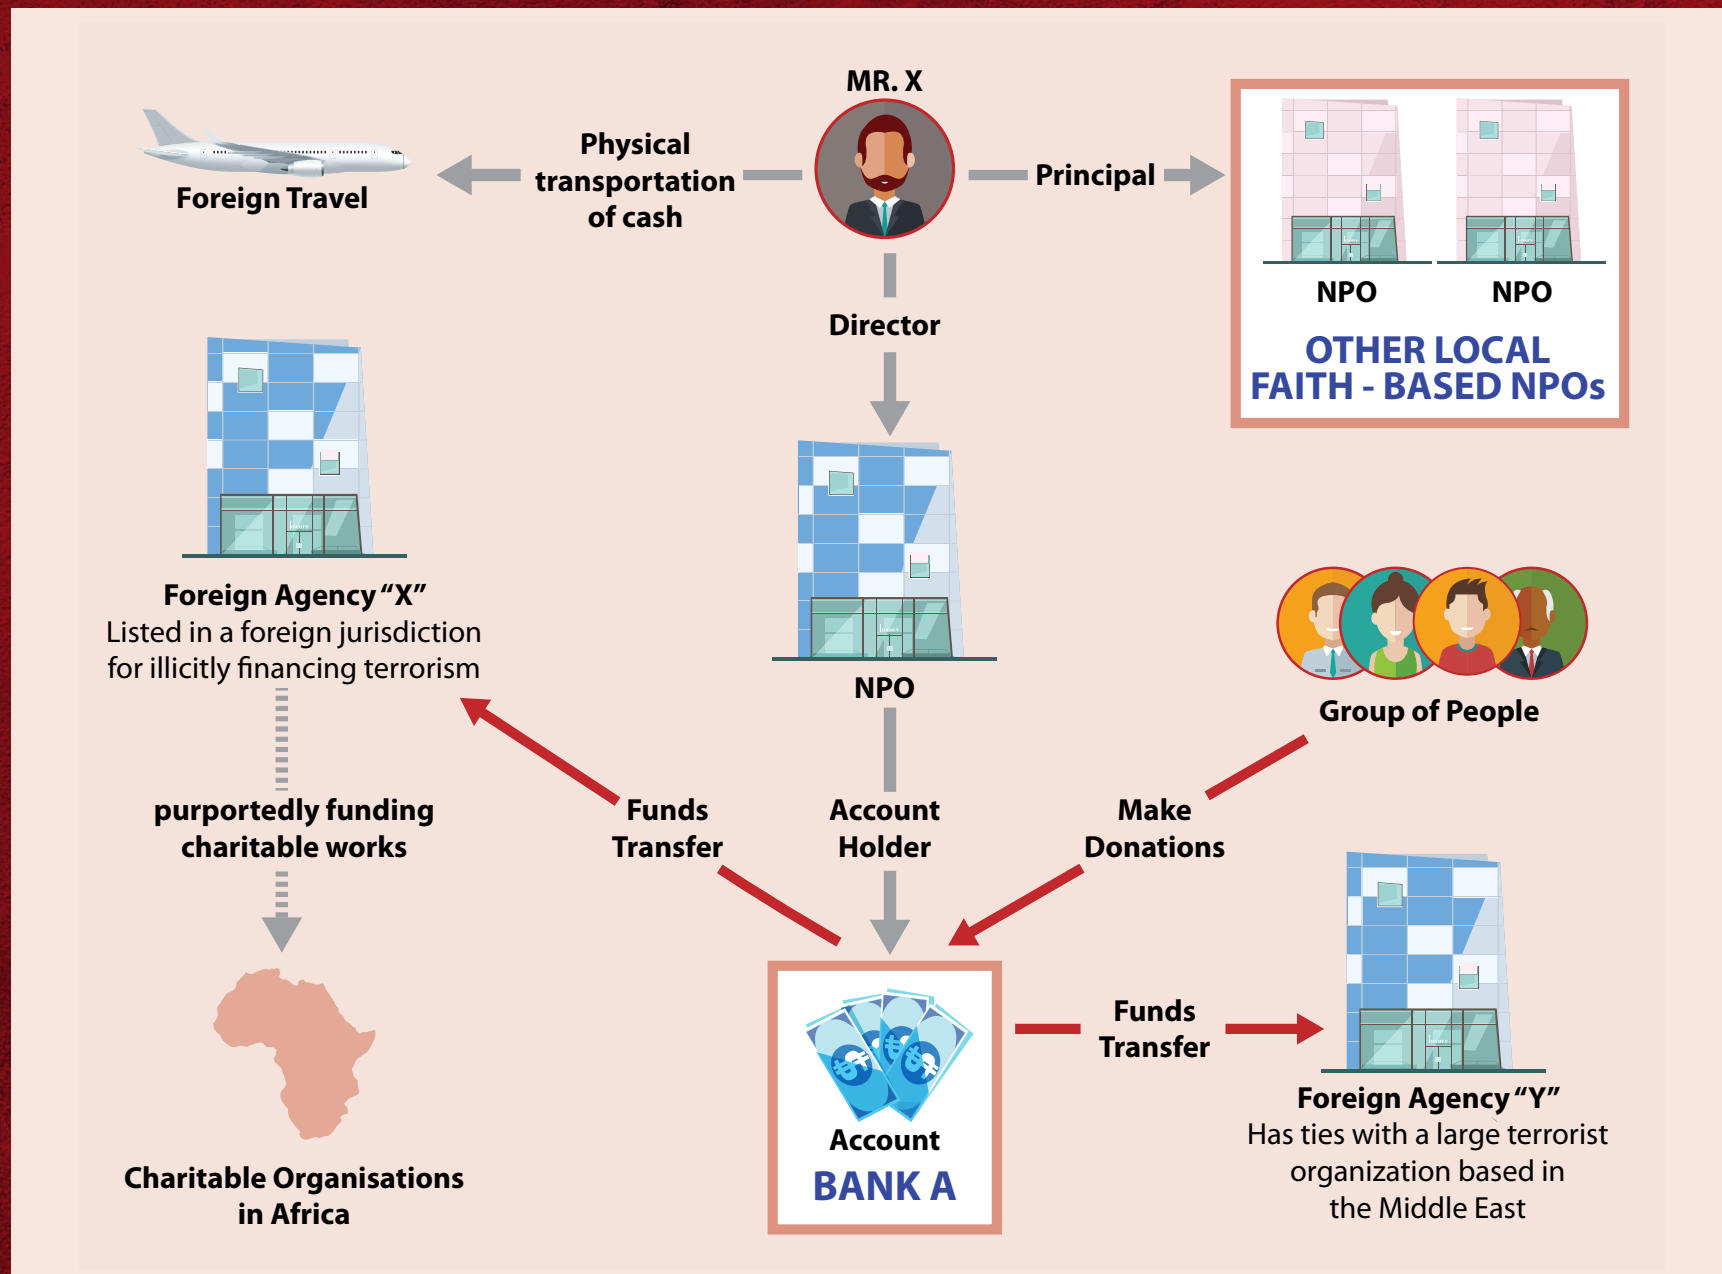 MR. X
Physical
transportation
of cash
Foreign Travel
Principal
NPO
NPO
OTHER LOCAL
FAITH - BASED NPOs
Director
Foreign Agency “X”
Listed in a foreign jurisdiction
for illicitly financing terrorism
NPO
Group of People
purportedly funding
charitable works
Funds
Transfer
Account
Holder
Make
Donations
Charitable Organisations
in Africa
Account
BANK A
Funds
Transfer
Foreign Agency “Y”
Has ties with a large terrorist
organization based in
the Middle East